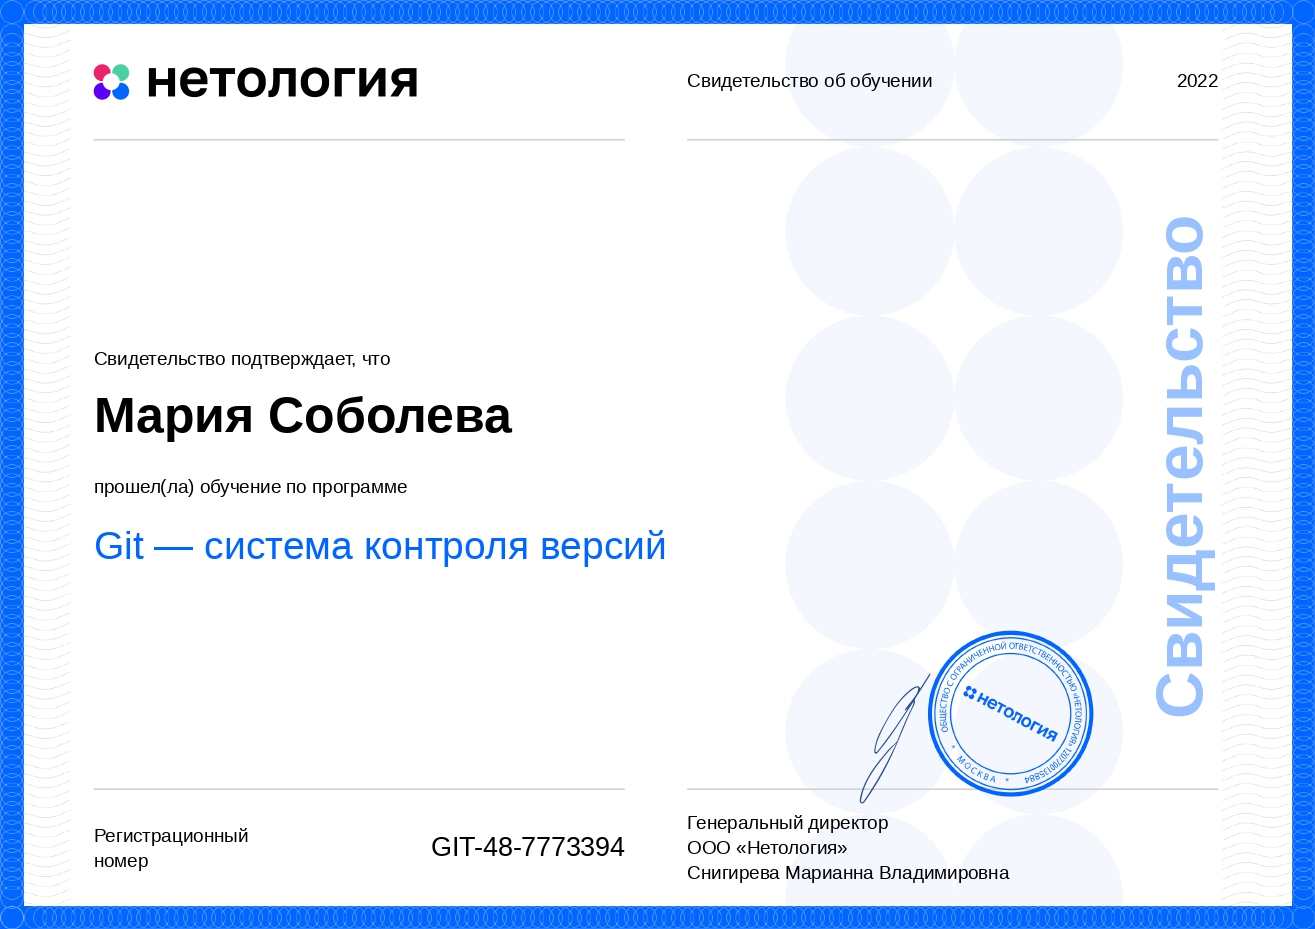 нетология
Свидетельство об обучении
2022
Свидетельство подтверждает, что
Мария Соболева
прошел(ла) обучение по программе
Git — система контроля версий
Свидетельство
ОБЩЕСТВО С ОГРАНИЧЕННОЙ ОТВЕТСТВЕННОСТЬЮ «НЕТОЛОГИЯ» 1207700135884
* МОСКВА *
нетология
Регистрационный
номер
GIT-48-7773394
Генеральный директор
ООО «Нетология»
Снигирева Марианна Владимировна